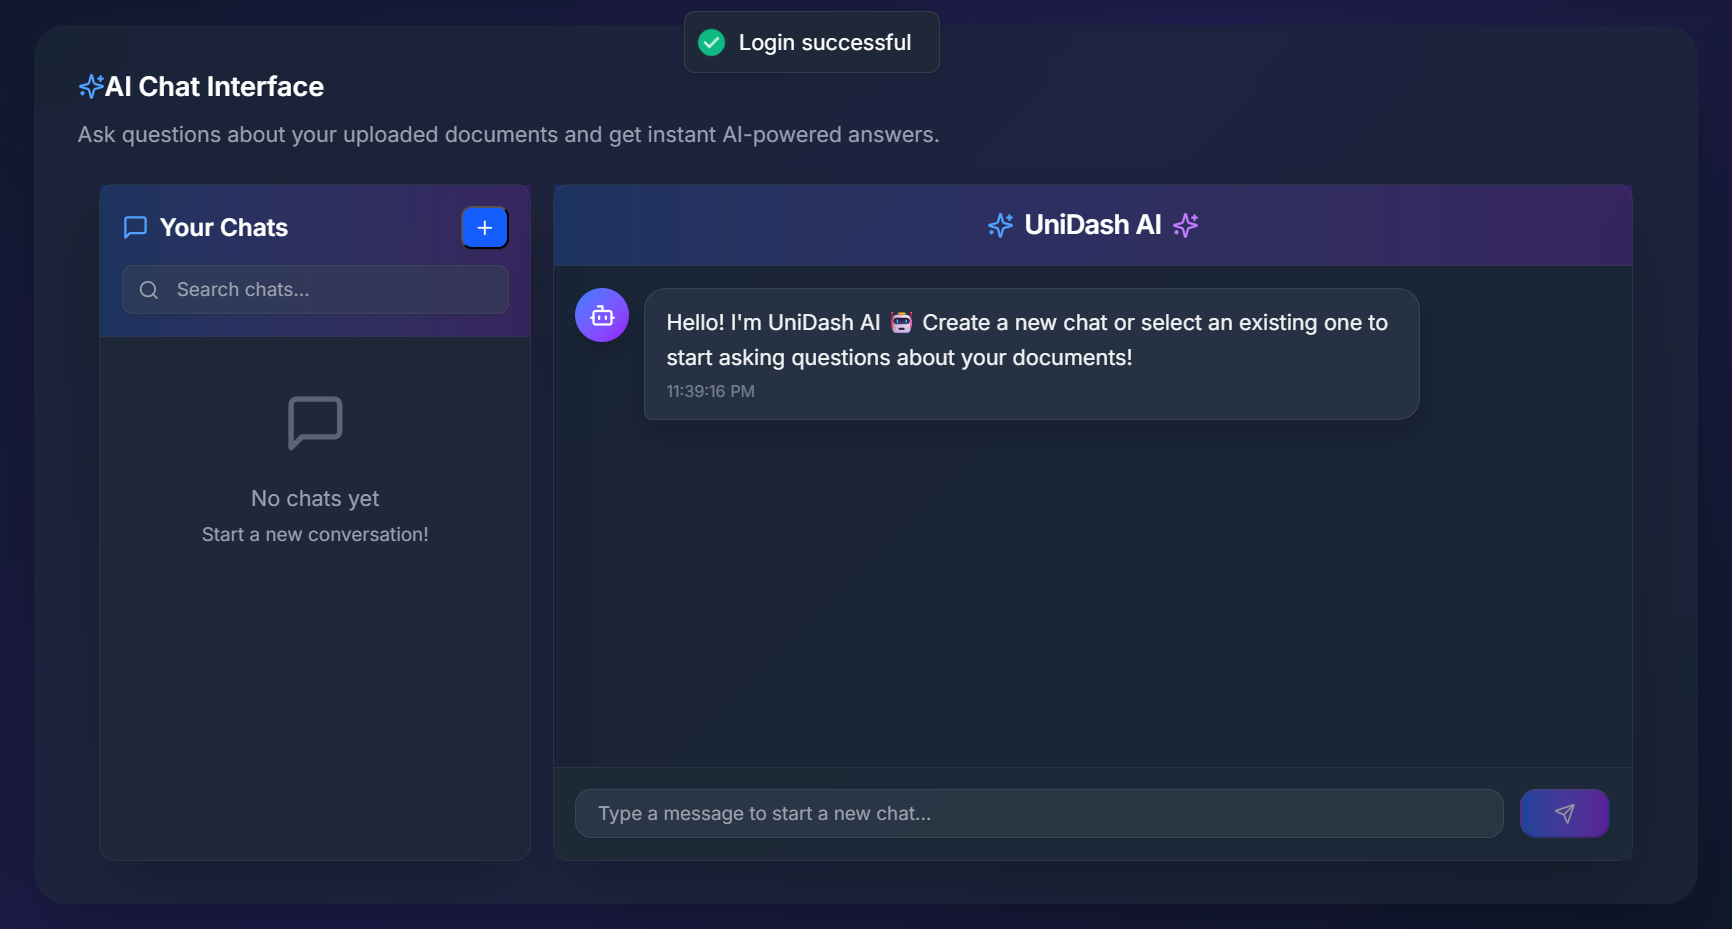 Login successful
AI Chat Interface
Ask questions about your uploaded documents and get instant AI-powered answers.
Your Chats
+
Search chats...
No chats yet
Start a new conversation!
UniDash AI
Hello! I'm UniDash AI 🤖 Create a new chat or select an existing one to
start asking questions about your documents!
11:39:16 PM
Type a message to start a new chat...